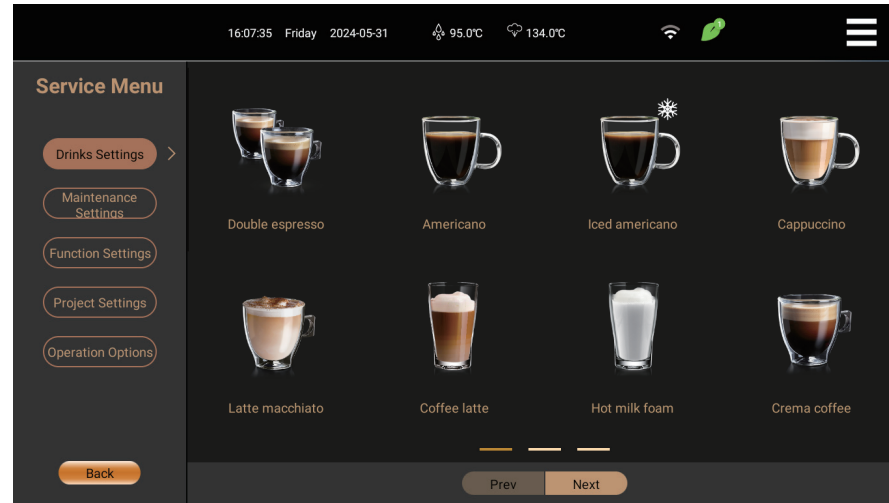 16:07:35 Friday 2024-05-31 95.0℃ 134.0℃ 1
Service Menu
Drinks Settings >
Maintenance
Settings
Function Settings
Project Settings
Operation Options
Back
Double espresso Americano Iced americano Cappuccino
Latte macchiato Coffee latte Hot milk foam Crema coffee
Prev Next